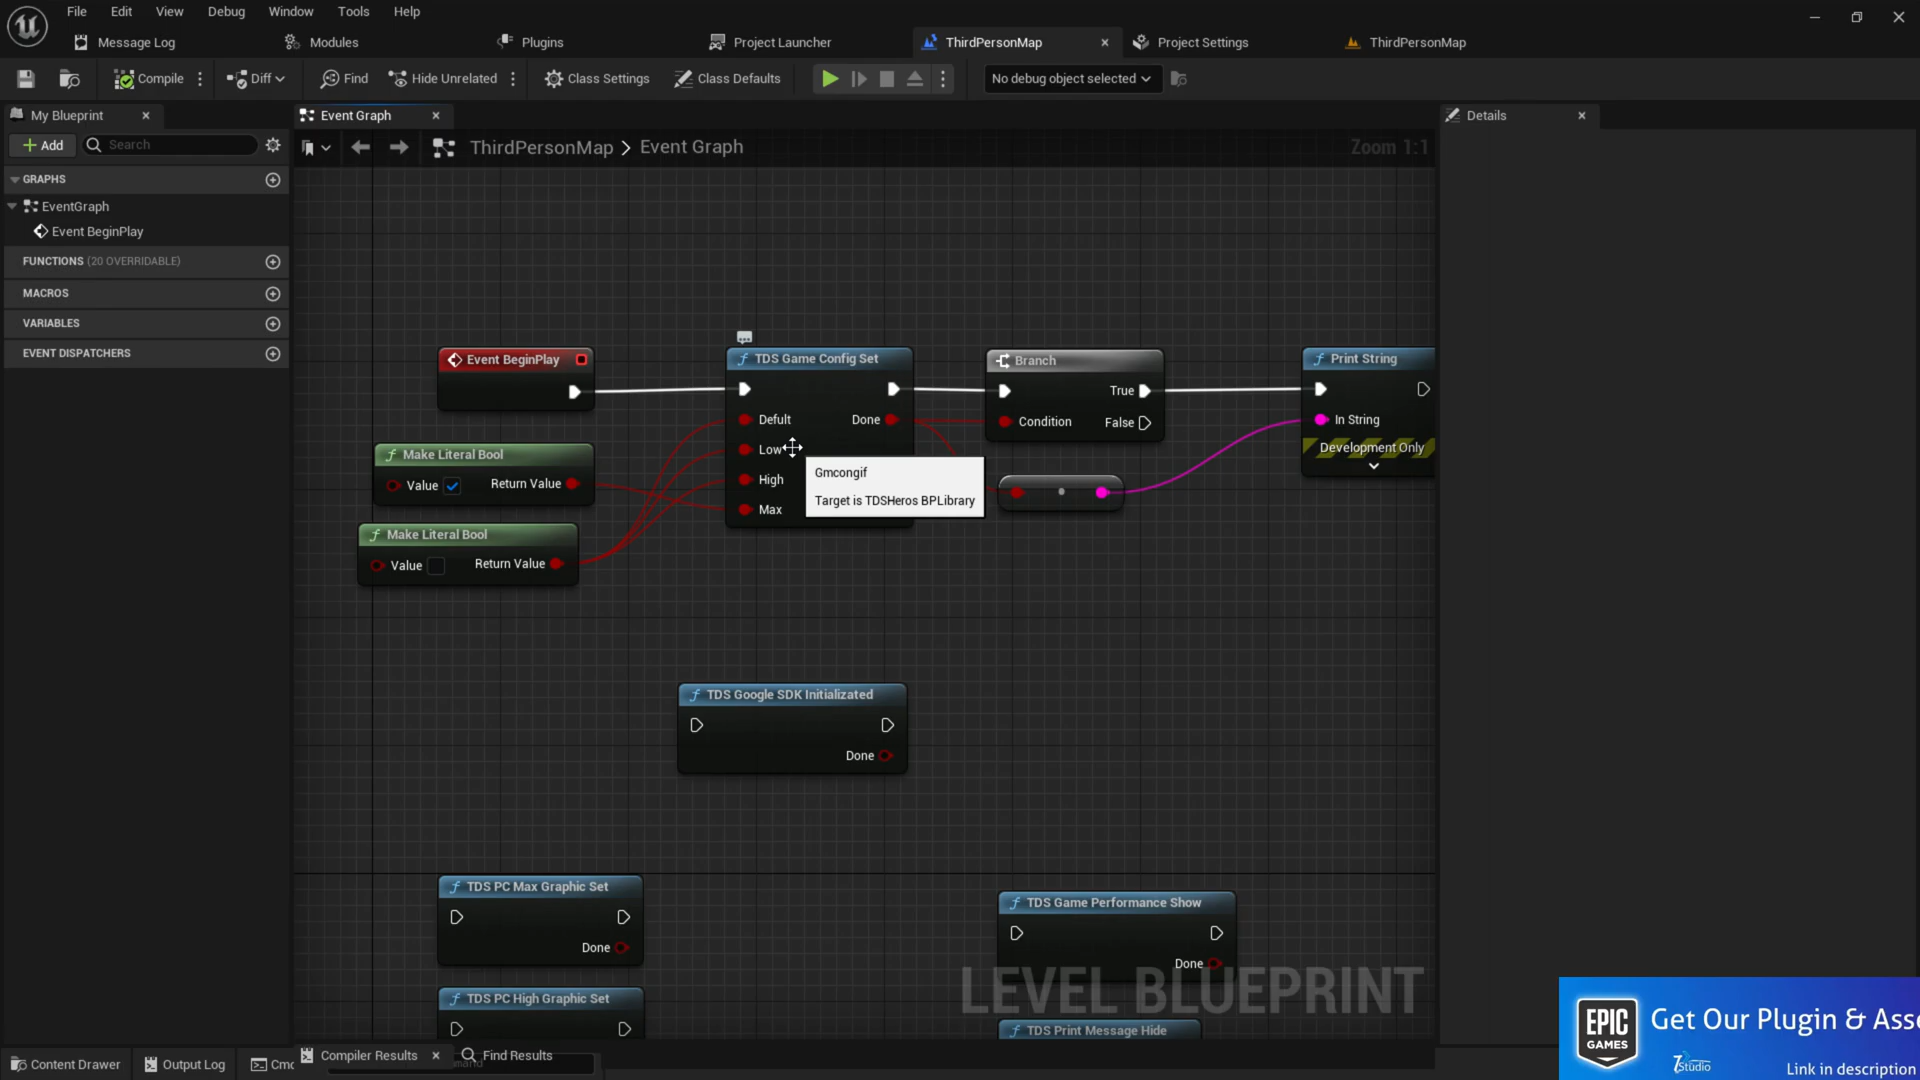 File Edit View Debug Window Tools Help
Message Log Modules Plugins Project Launcher ThirdPersonMap Project Settings ThirdPersonMap
Compile Diff Find Hide Unrelated Class Settings Class Defaults No debug object selected
My Blueprint Event Graph Details
Add Search ThirdPersonMap > Event Graph Zoom 1:1
GRAPHS
EventGraph
Event BeginPlay
FUNCTIONS (20 OVERRIDABLE)
MACROS
VARIABLES
EVENT DISPATCHERS
Event BeginPlay
Make Literal Bool
Value Return Value
Make Literal Bool
Value Return Value
TDS Game Config Set
Defult Done
Low
High
Max
Gmcongif
Target is TDSHeros BPLibrary
Branch
True
Condition False
Print String
In String
Development Only
TDS Google SDK Initializated
Done
TDS PC Max Graphic Set
Done
TDS PC High Graphic Set
TDS Game Performance Show
Done
TDS Print Message Hide
LEVEL BLUEPRINT
Content Drawer Output Log Cmd Compiler Results Find Results
EPIC
GAMES
Get Our Plugin & Ass
7Studio
Link in description